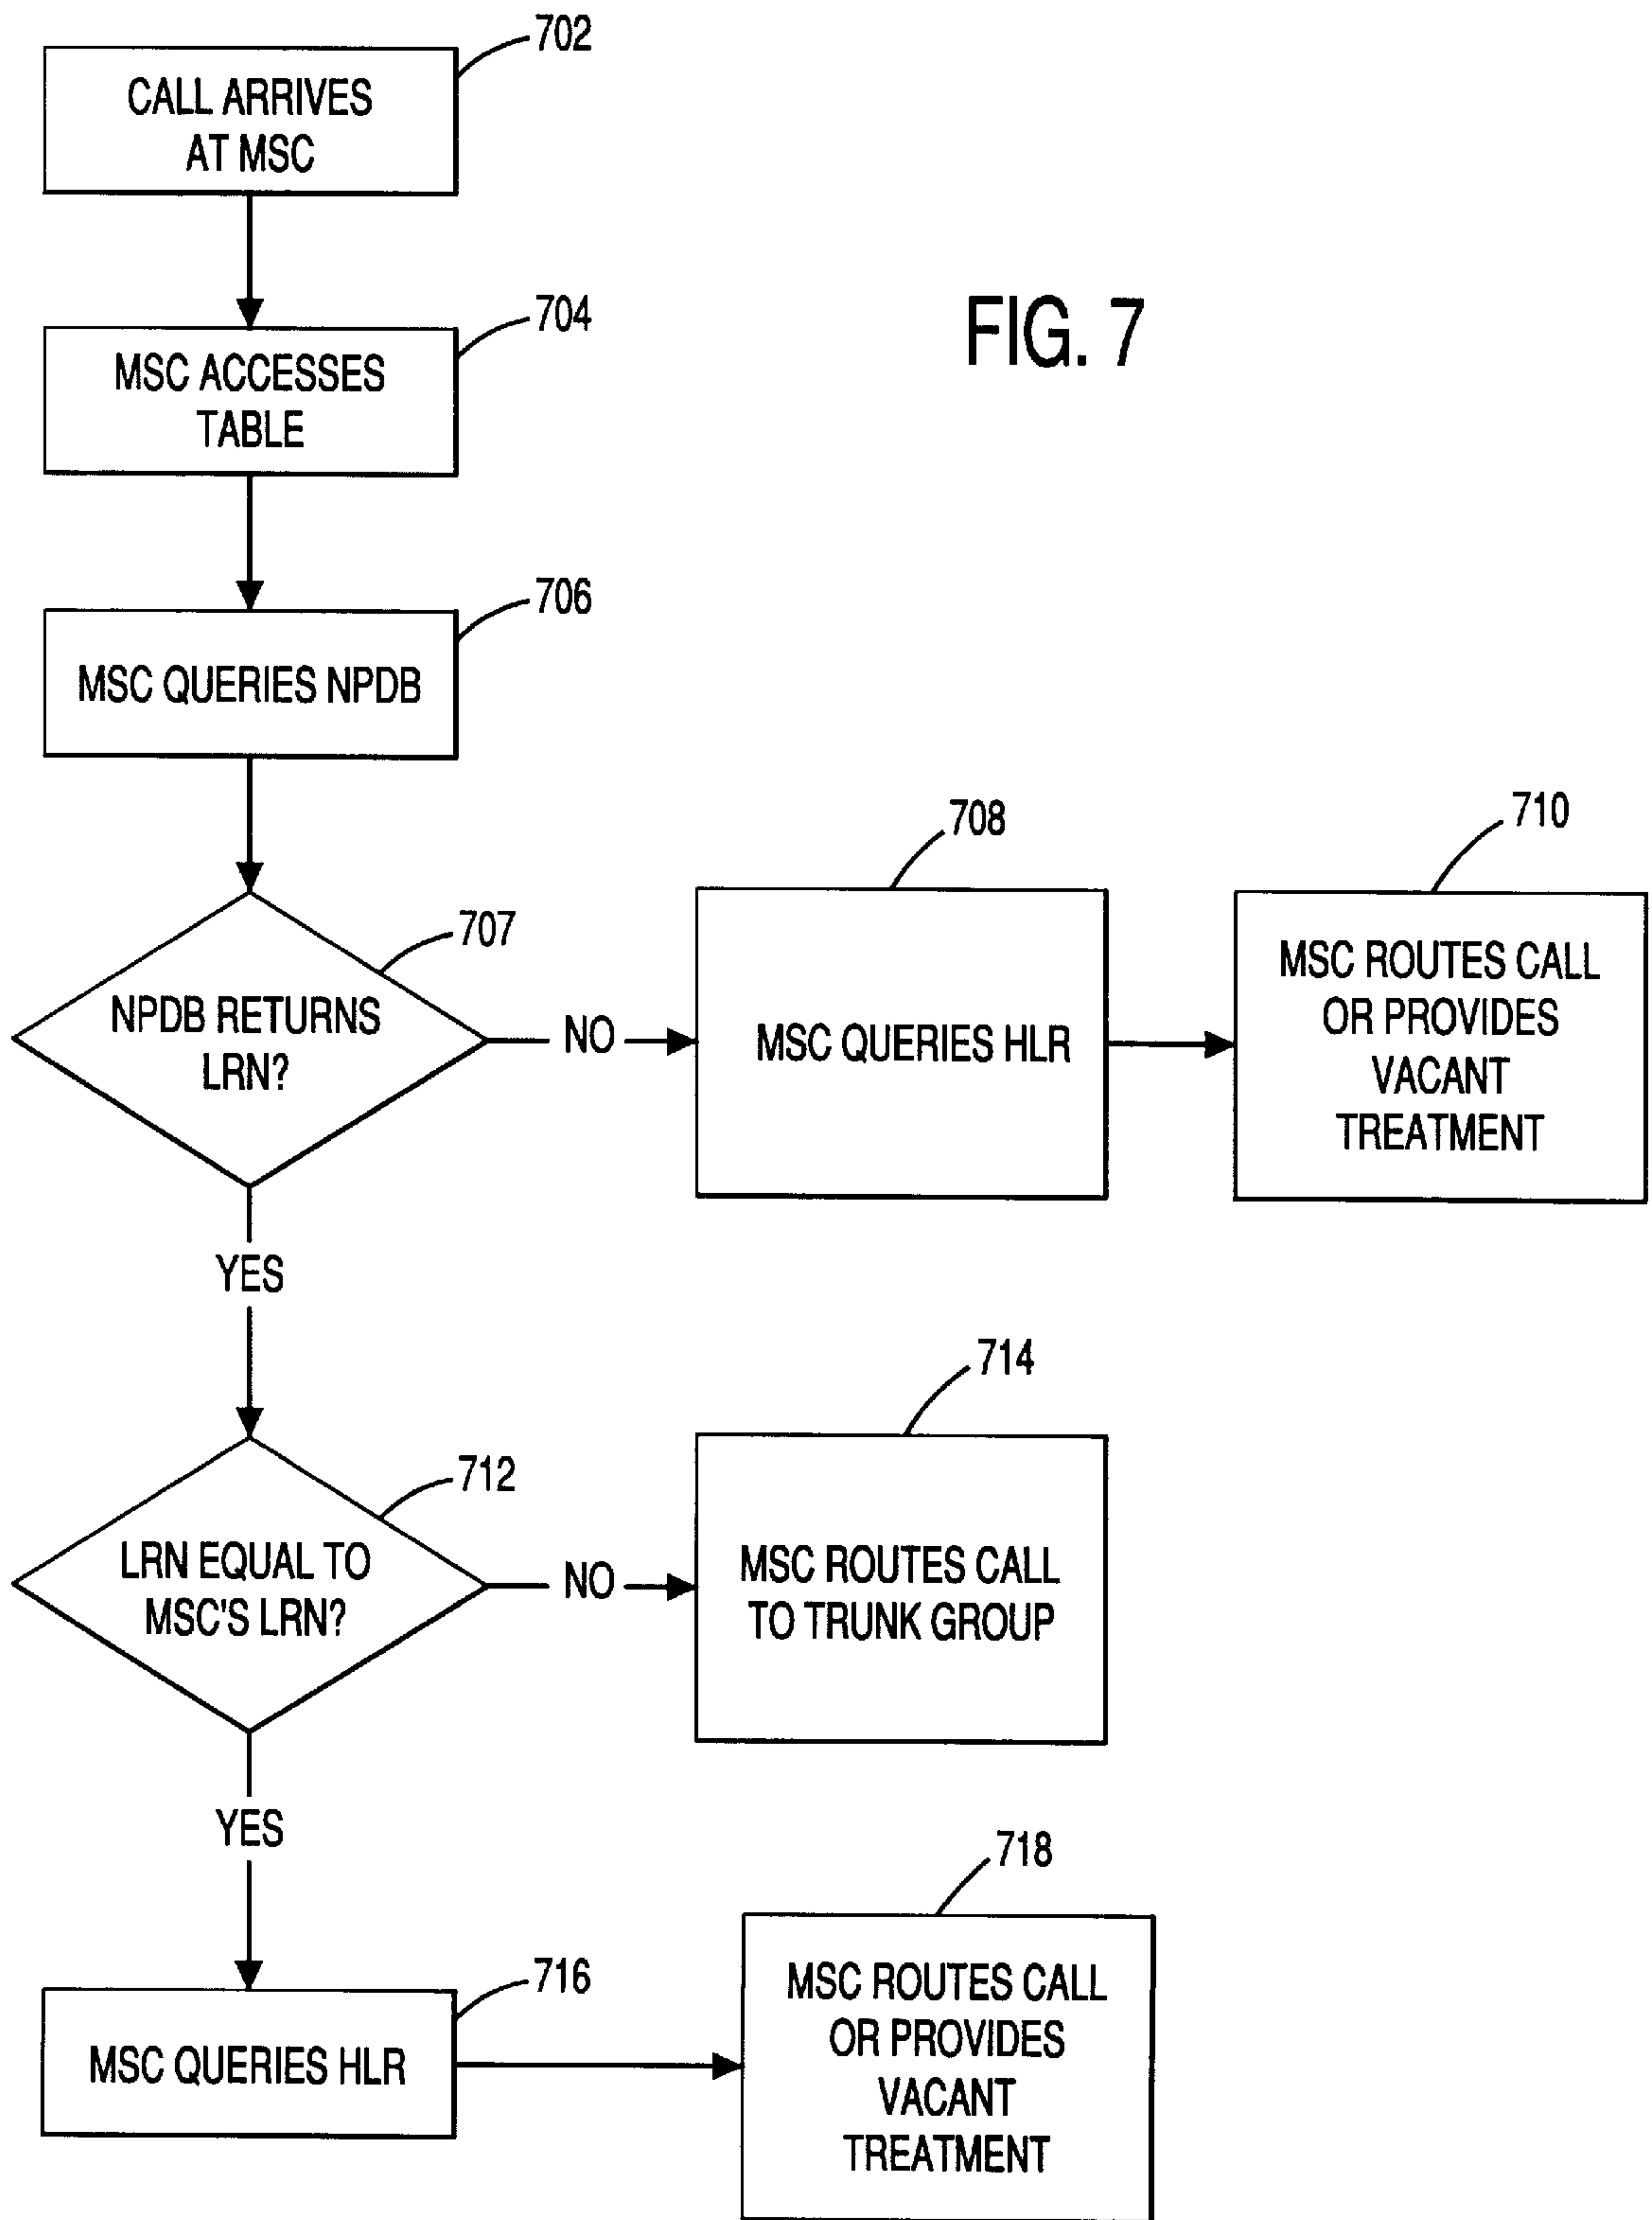 702
CALL ARRIVES
AT MSC
704
MSC ACCESSES
TABLE
FIG. 7
706
MSC QUERIES NPDB
707
NPDB RETURNS
LRN?
NO
708
MSC QUERIES HLR
710
MSC ROUTES CALL
OR PROVIDES
VACANT
TREATMENT
YES
712
LRN EQUAL TO
MSC'S LRN?
NO
714
MSC ROUTES CALL
TO TRUNK GROUP
YES
716
MSC QUERIES HLR
718
MSC ROUTES CALL
OR PROVIDES
VACANT
TREATMENT